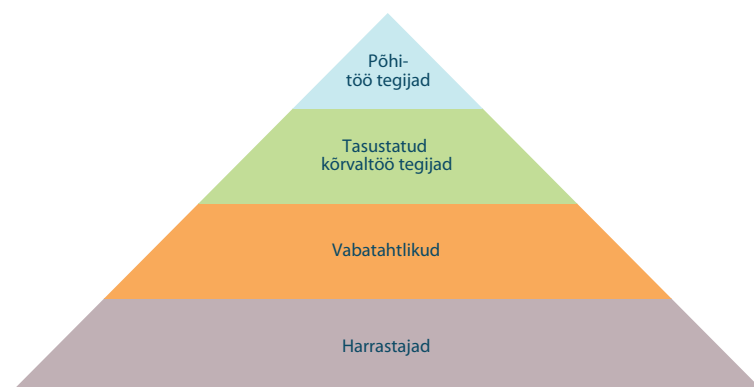 Põhi-
töö tegijad
Tasustatud
kõrvaltöö tegijad
Vabatahtlikud
Harrastajad